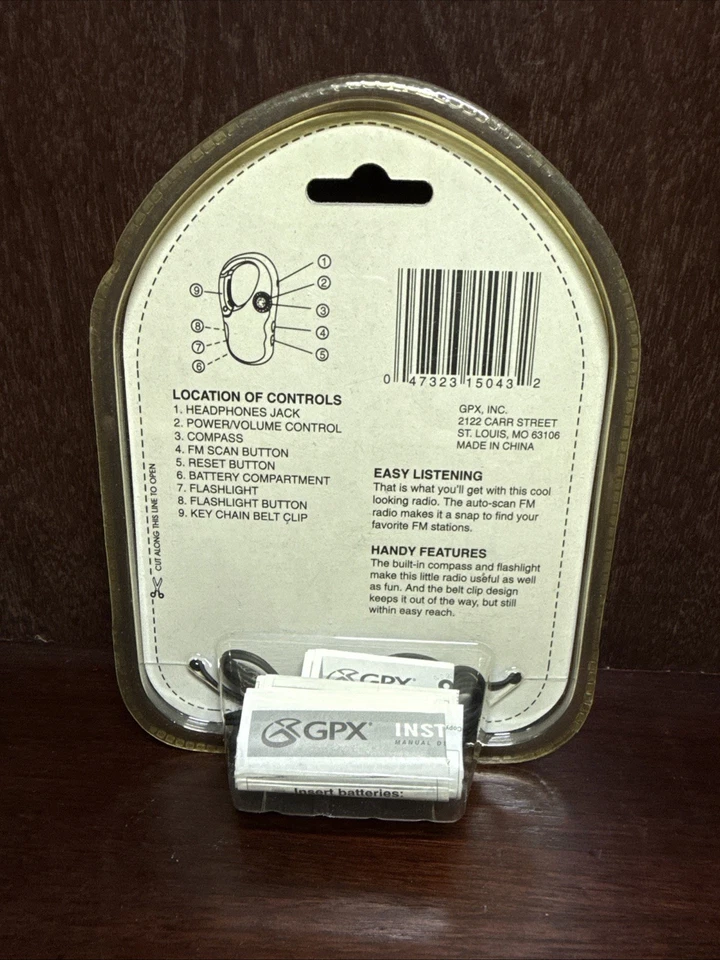 ①
②
③
④
⑤
⑨
⑧
⑦
⑥
LOCATION OF CONTROLS
1. HEADPHONES JACK
2. POWER/VOLUME CONTROL
3. COMPASS
4. FM SCAN BUTTON
5. RESET BUTTON
6. BATTERY COMPARTMENT
7. FLASHLIGHT
8. FLASHLIGHT BUTTON
9. KEY CHAIN BELT CLIP
CUT ALONG THIS LINE TO OPEN
0 47323 15043 2
GPX, INC.
2122 CARR STREET
ST. LOUIS, MO 63106
MADE IN CHINA
EASY LISTENING
That is what you'll get with this cool
looking radio. The auto-scan FM
radio makes it a snap to find your
favorite FM stations.
HANDY FEATURES
The built-in compass and flashlight
make this little radio useful as well
as fun. And the belt clip design
keeps it out of the way, but still
within easy reach.
GPX
GPX® INST
MANUAL D
Insert batteries: